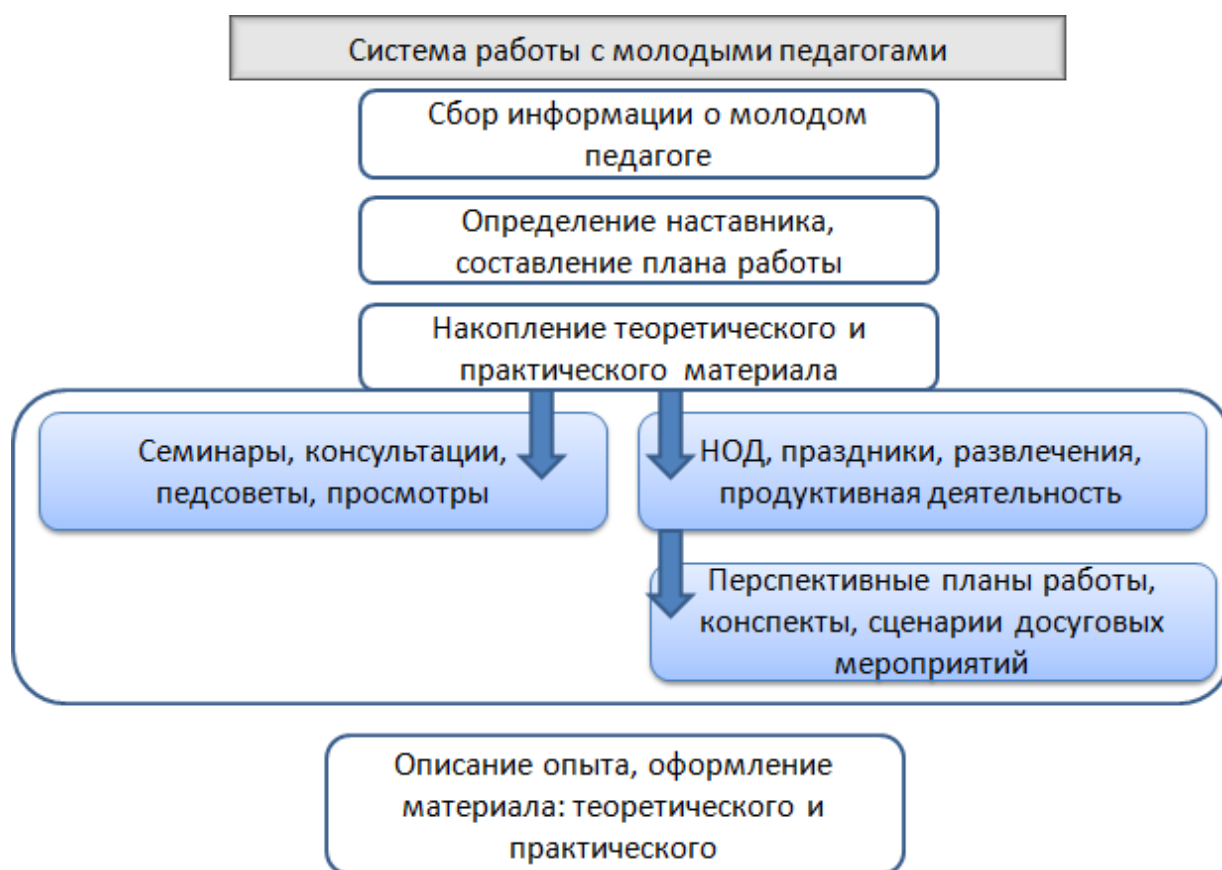 Система работы с молодыми педагогами
Сбор информации о молодом
педагоге
Определение наставника,
составление плана работы
Накопление теоретического и
практического материала
Семинары, консультации,
педсоветы, просмотры
НОД, праздники, развлечения,
продуктивная деятельность
Перспективные планы работы,
конспекты, сценарии досуговых
мероприятий
Описание опыта, оформление
материала: теоретического и
практического